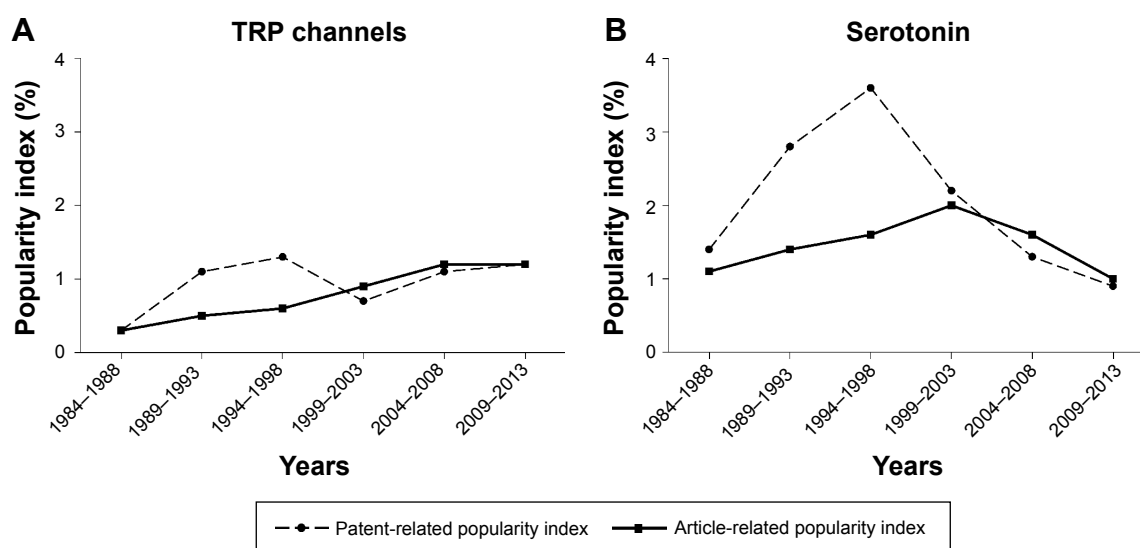 A
TRP channels
Popularity index (%)
4
3
2
1
0
1984–1988
1989–1993
1994–1998
1999–2003
2004–2008
2009–2013
Years
B
Serotonin
Popularity index (%)
4
3
2
1
0
1984–1988
1989–1993
1994–1998
1999–2003
2004–2008
2009–2013
Years
Patent-related popularity index
Article-related popularity index